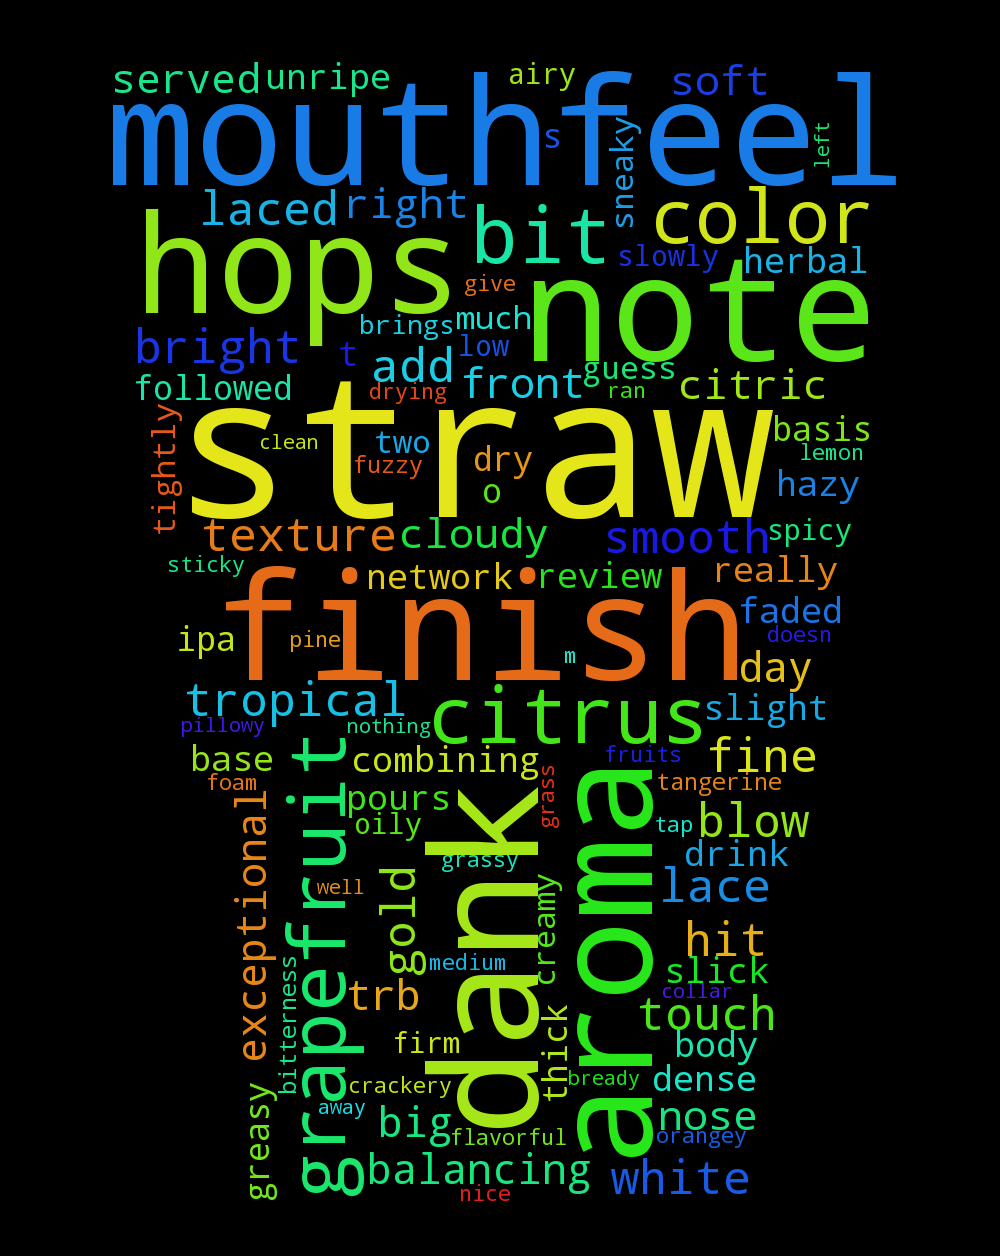 served unripe airy soft
mouthfeel
s sneaky left
laced right bit color
hops slowly herbal
give note
brings much
bright t low
add front guess
followed drying ran citric
straw
tightly clean two basis
fuzzy dry lemon
o hazy
texture cloudy smooth spicy
sticky network review really
finish
faded
ipa pine m doesn
day
tropical citrus slight
pillowy nothing
base combining fruits fine
foam grapefruit grass tangerine
exceptional pours dank aroma
oily tap blow
grassy drink
well gold creamy lace
hit
bitterness medium slick
trb collar
thick touch
firm body
greasy crackery bready dense
away big nose
flavorful orangey
balancing white
nice